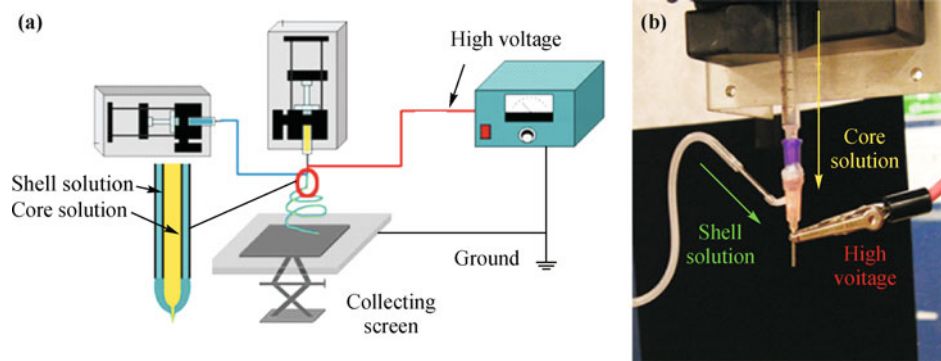 (a)
High voltage
Shell solution
Core solution
Ground
Collecting
screen
(b)
Core
solution
Shell
solution
High
voitage